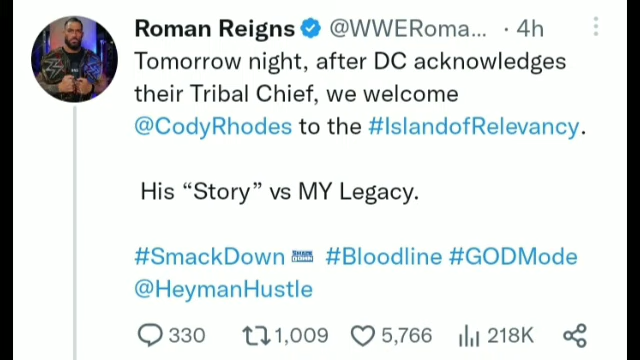 Roman Reigns @WWERoma... · 4h
Tomorrow night, after DC acknowledges
their Tribal Chief, we welcome
@CodyRhodes to the #IslandofRelevancy.
His “Story” vs MY Legacy.
#SmackDown #Bloodline #GODMode
@HeymanHustle
330 1,009 5,766 218K